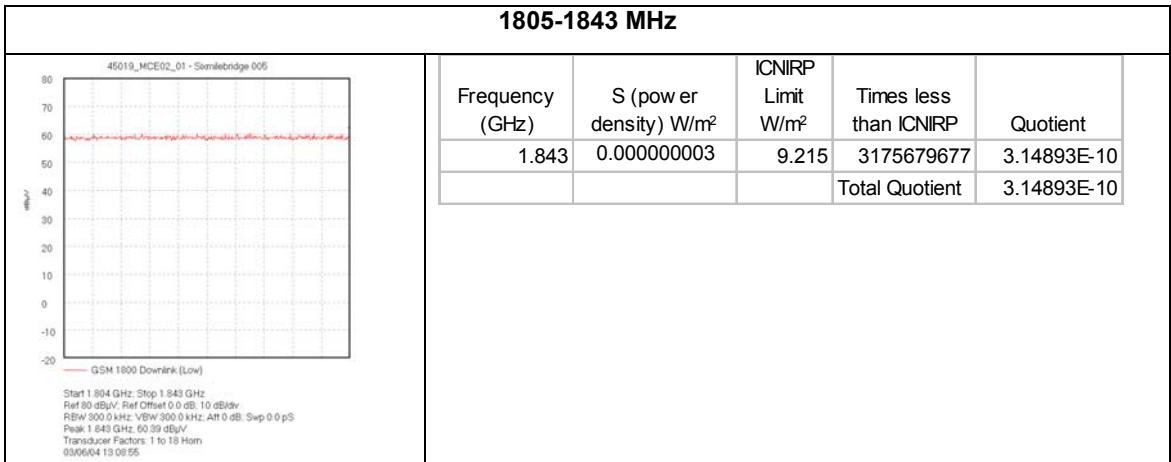 1805-1843 MHz
45019_MCE02_01 - Sixmilebridge 005
80
70
60
50
40
30
20
10
0
-10
-20
dBµV
GSM 1800 Downlink (Low)
Start 1.804 GHz; Stop 1.843 GHz
Ref 80 dBµV; Ref Offset 0.0 dB; 10 dB/div
RBW 300.0 kHz; VBW 300.0 kHz; Att 0 dB; Swp 0.0 pS
Peak 1.843 GHz, 60.39 dBµV
Transducer Factors: 1 to 18 Horn
03/06/04 13:08:55
Frequency (GHz) S (pow er density) W/m² ICNIRP Limit W/m² Times less than ICNIRP Quotient
1.843 0.000000003 9.215 3175679677 3.14893E-10
Total Quotient 3.14893E-10